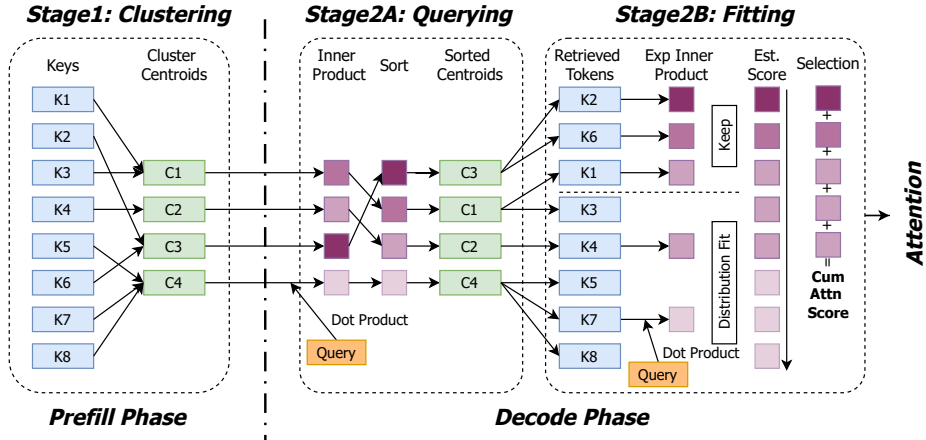 Stage1: Clustering
Stage2A: Querying
Stage2B: Fitting
Keys
Cluster
Centroids
K1
K2
K3
K4
K5
K6
K7
K8
C1
C2
C3
C4
Inner
Product
Sort
Sorted
Centroids
C3
C1
C2
C4
Dot Product
Query
Retrieved
Tokens
K2
K6
K1
K3
K4
K5
K7
K8
Exp Inner
Product
Keep
Distribution Fit
Dot Product
Query
Est.
Score
Selection
+
+
+
+
=
Cum
Attn
Score
Attention
Prefill Phase
Decode Phase